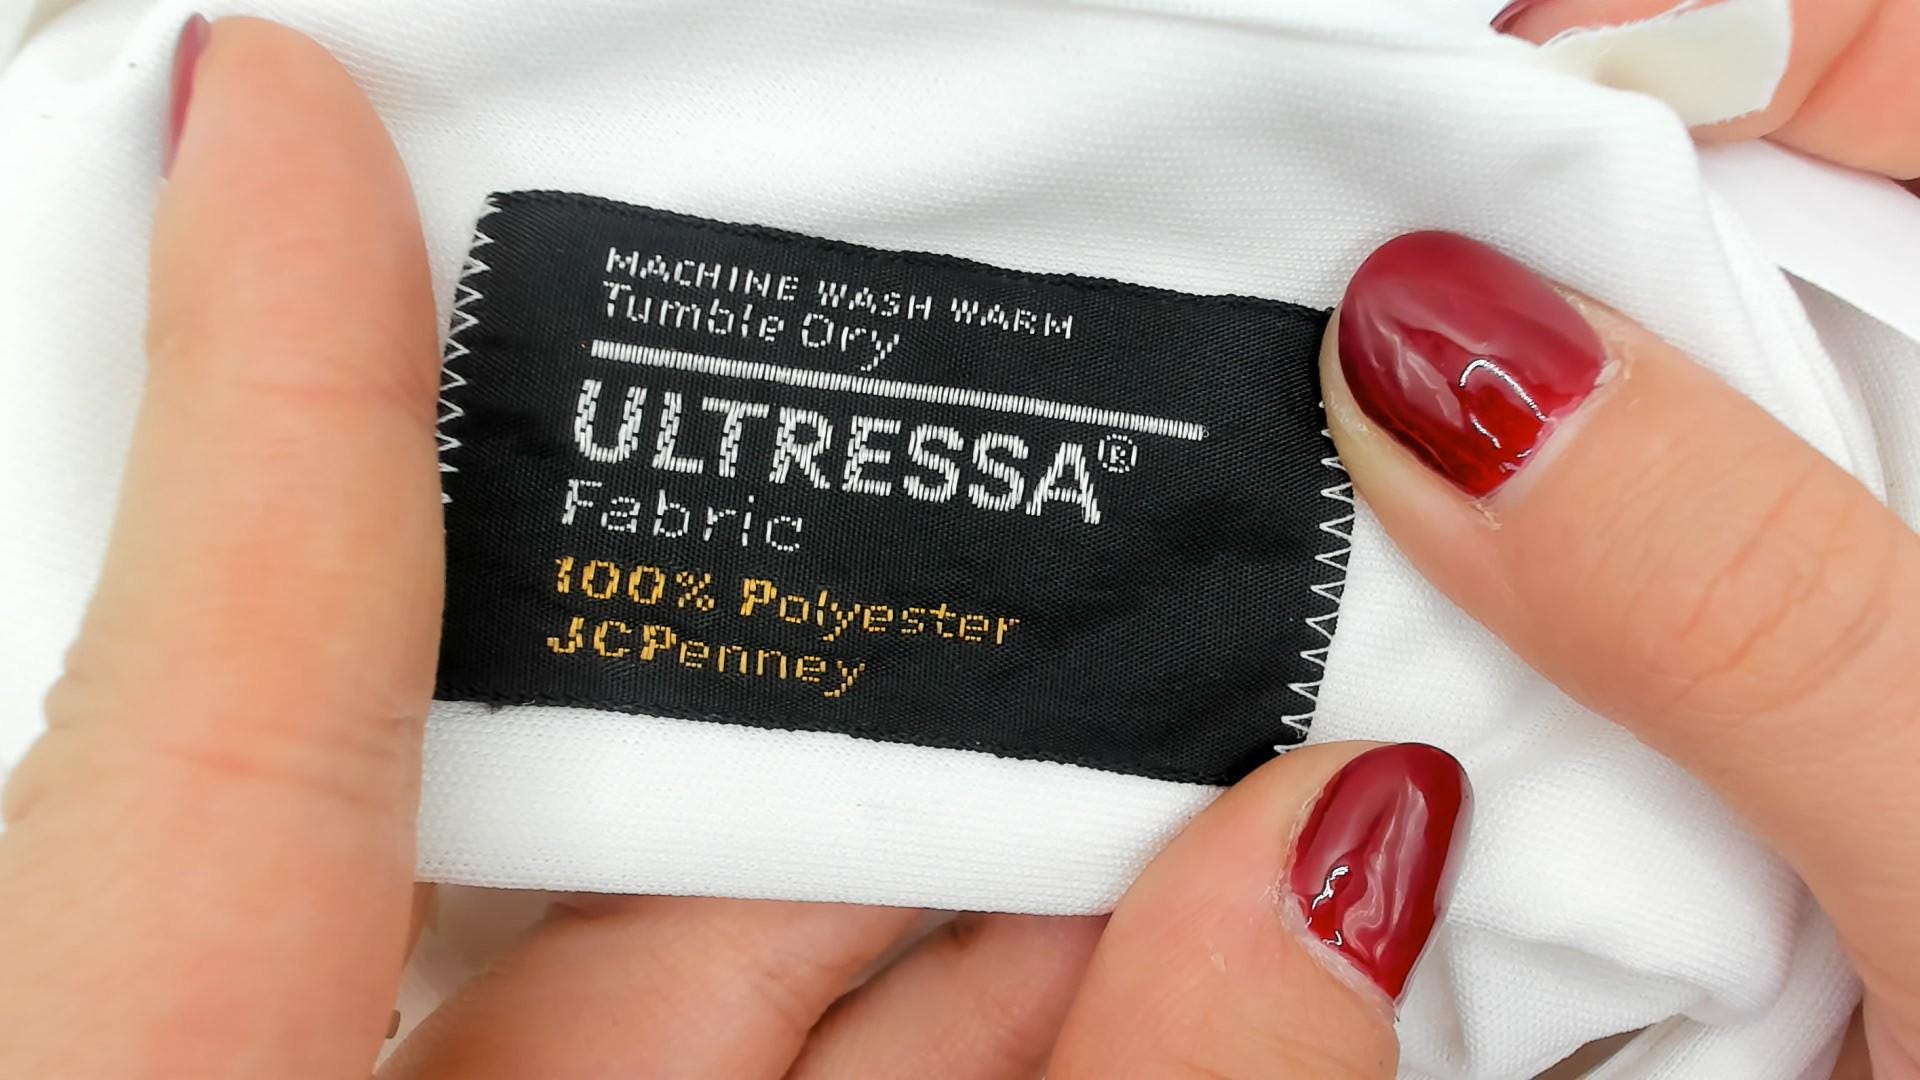 MACHINE WASH WARM
Tumble Dry
ULTRESSA®
Fabric
100% Polyester
JCPenney